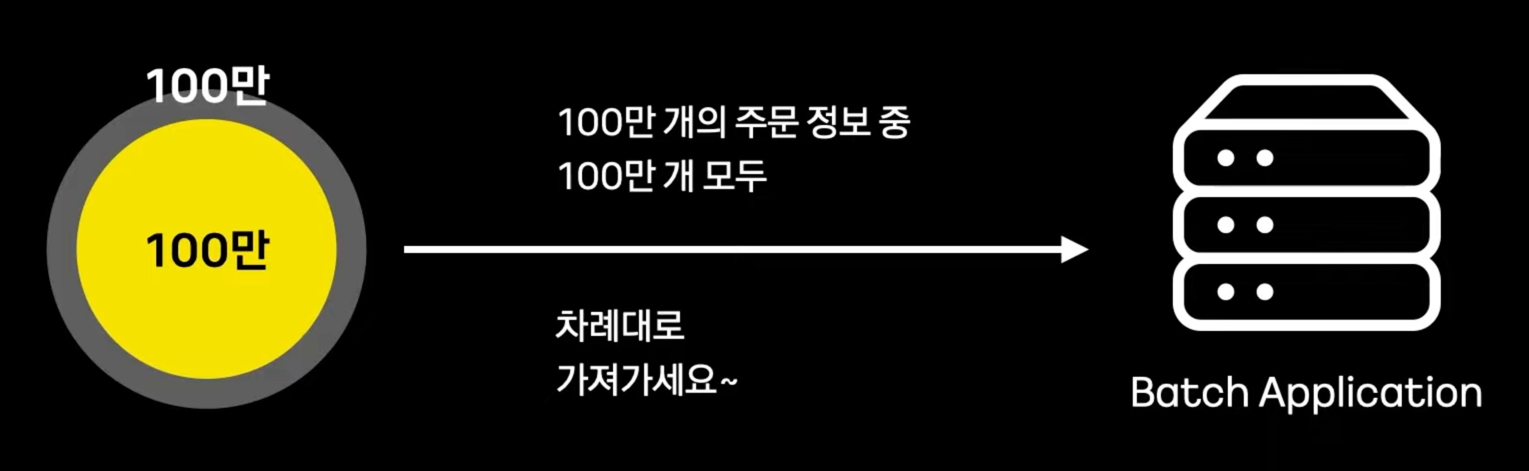 100만
100만
100만 개의 주문 정보 중
100만 개 모두
차례대로
가져가세요~
Batch Application